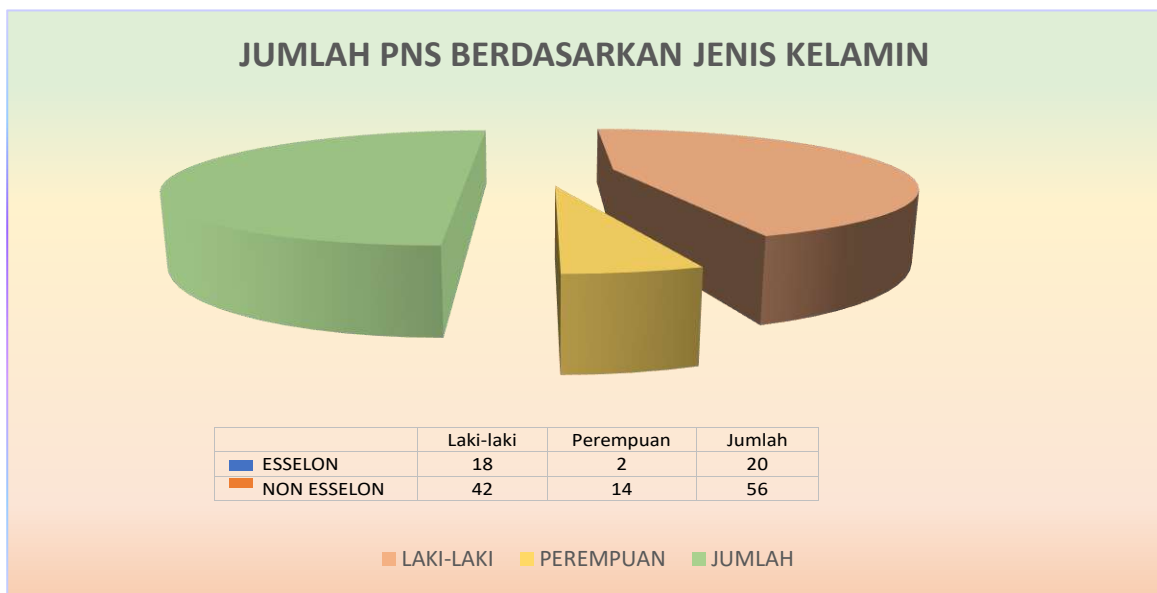 JUMLAH PNS BERDASARKAN JENIS KELAMIN
Laki-laki Perempuan Jumlah
ESSELON 18 2 20
NON ESSELON 42 14 56
LAKI-LAKI PEREMPUAN JUMLAH